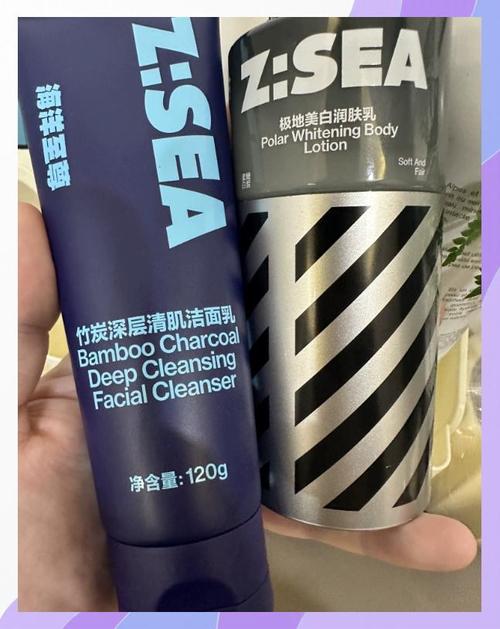 Z:SEA
海洋至尊
竹炭深层清肌洁面乳
Bamboo Charcoal
Deep Cleansing
Facial Cleanser
净含量:120g
Z:SEA
极地美白润肤乳
Polar Whitening Body
Lotion
Soft And
Fair